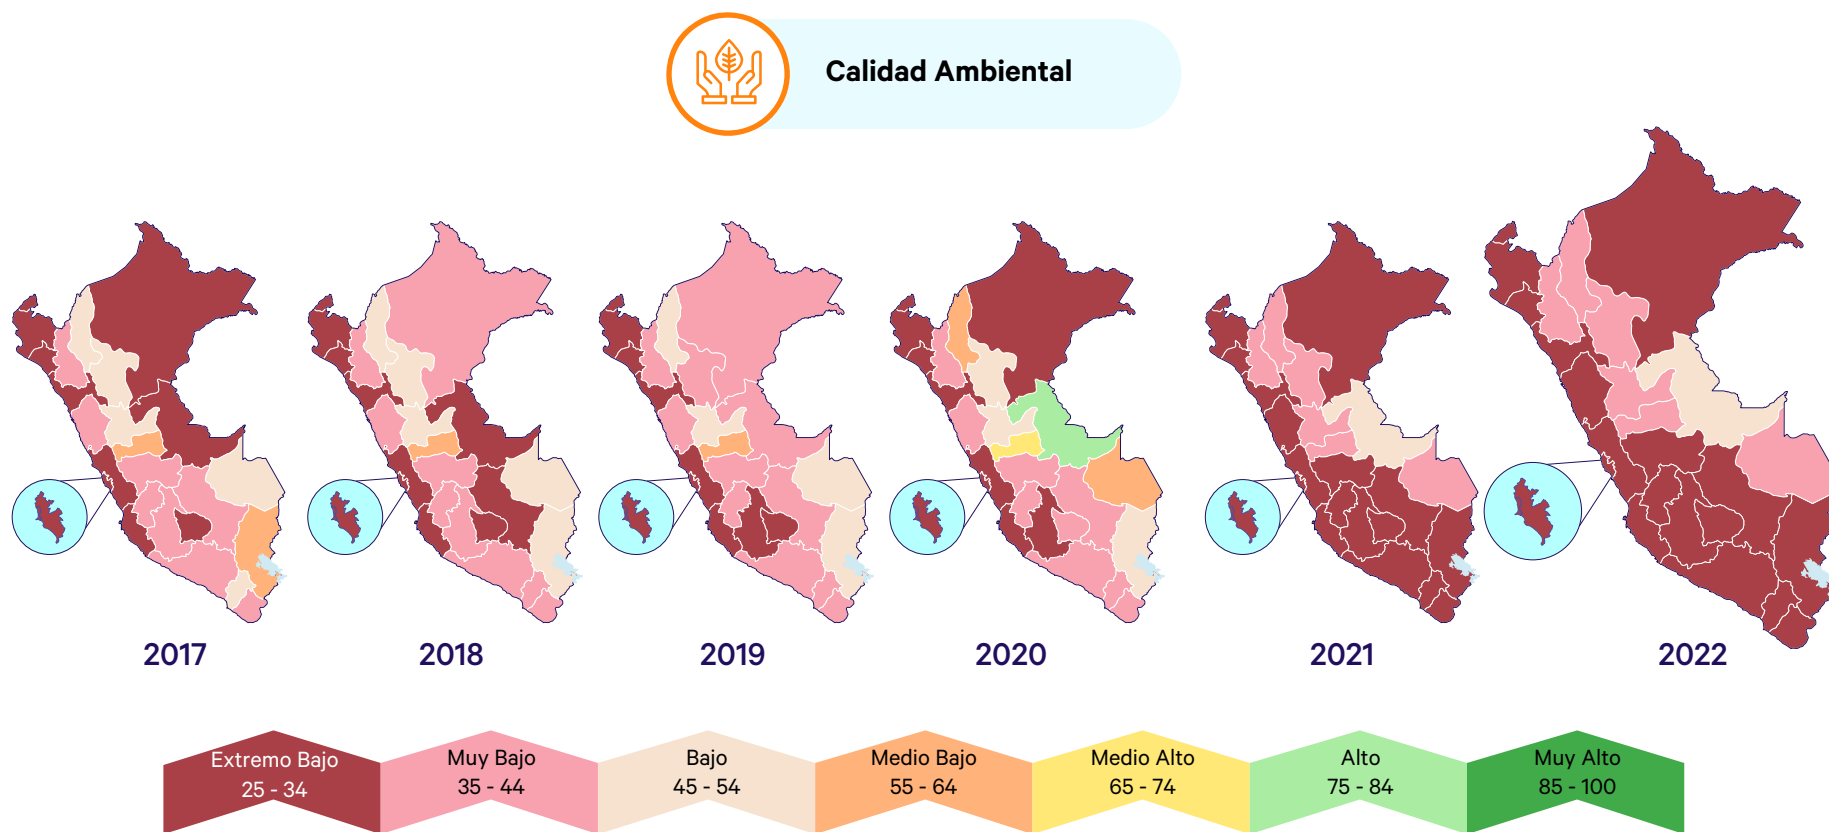 Calidad Ambiental
2017
2018
2019
2020
2021
2022
Extremo Bajo
25 - 34
Muy Bajo
35 - 44
Bajo
45 - 54
Medio Bajo
55 - 64
Medio Alto
65 - 74
Alto
75 - 84
Muy Alto
85 - 100